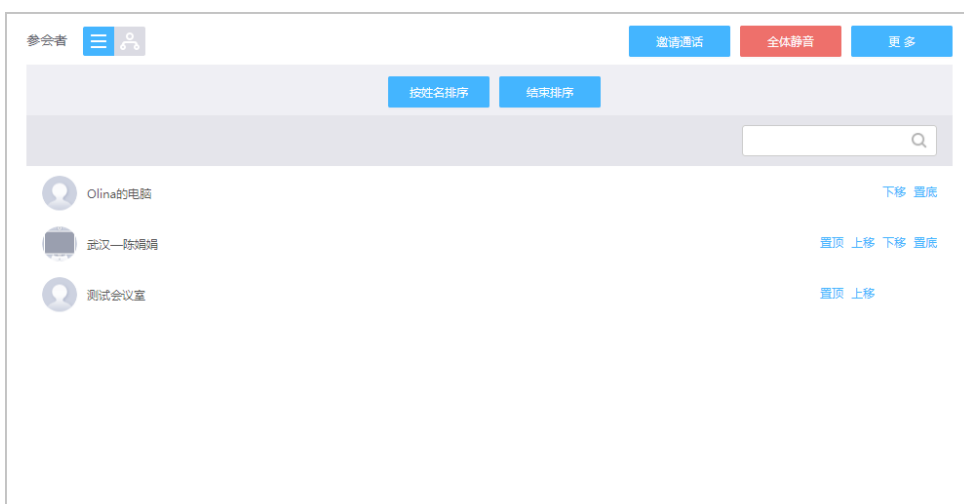 参会者 邀请通话 全体静音 更多
按姓名排序 结束排序
Olina的电脑 下移 置底
武汉—陈娟娟 置顶 上移 下移 置底
测试会议室 置顶 上移